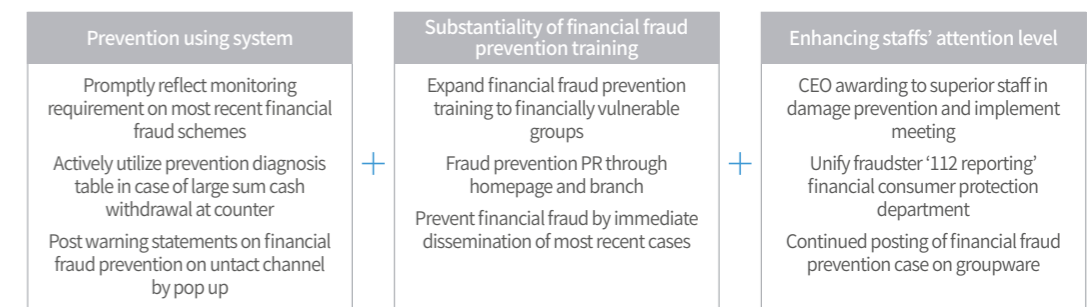 Prevention using system
Promptly reflect monitoring
requirement on most recent financial
fraud schemes
Actively utilize prevention diagnosis
table in case of large sum cash
withdrawal at counter
Post warning statements on financial
fraud prevention on untact channel
by pop up
+
Substantiality of financial fraud
prevention training
Expand financial fraud prevention
training to financially vulnerable
groups
Fraud prevention PR through
homepage and branch
Prevent financial fraud by immediate
dissemination of most recent cases
+
Enhancing staffs’ attention level
CEO awarding to superior staff in
damage prevention and implement
meeting
Unify fraudster ‘112 reporting’
financial consumer protection
department
Continued posting of financial fraud
prevention case on groupware